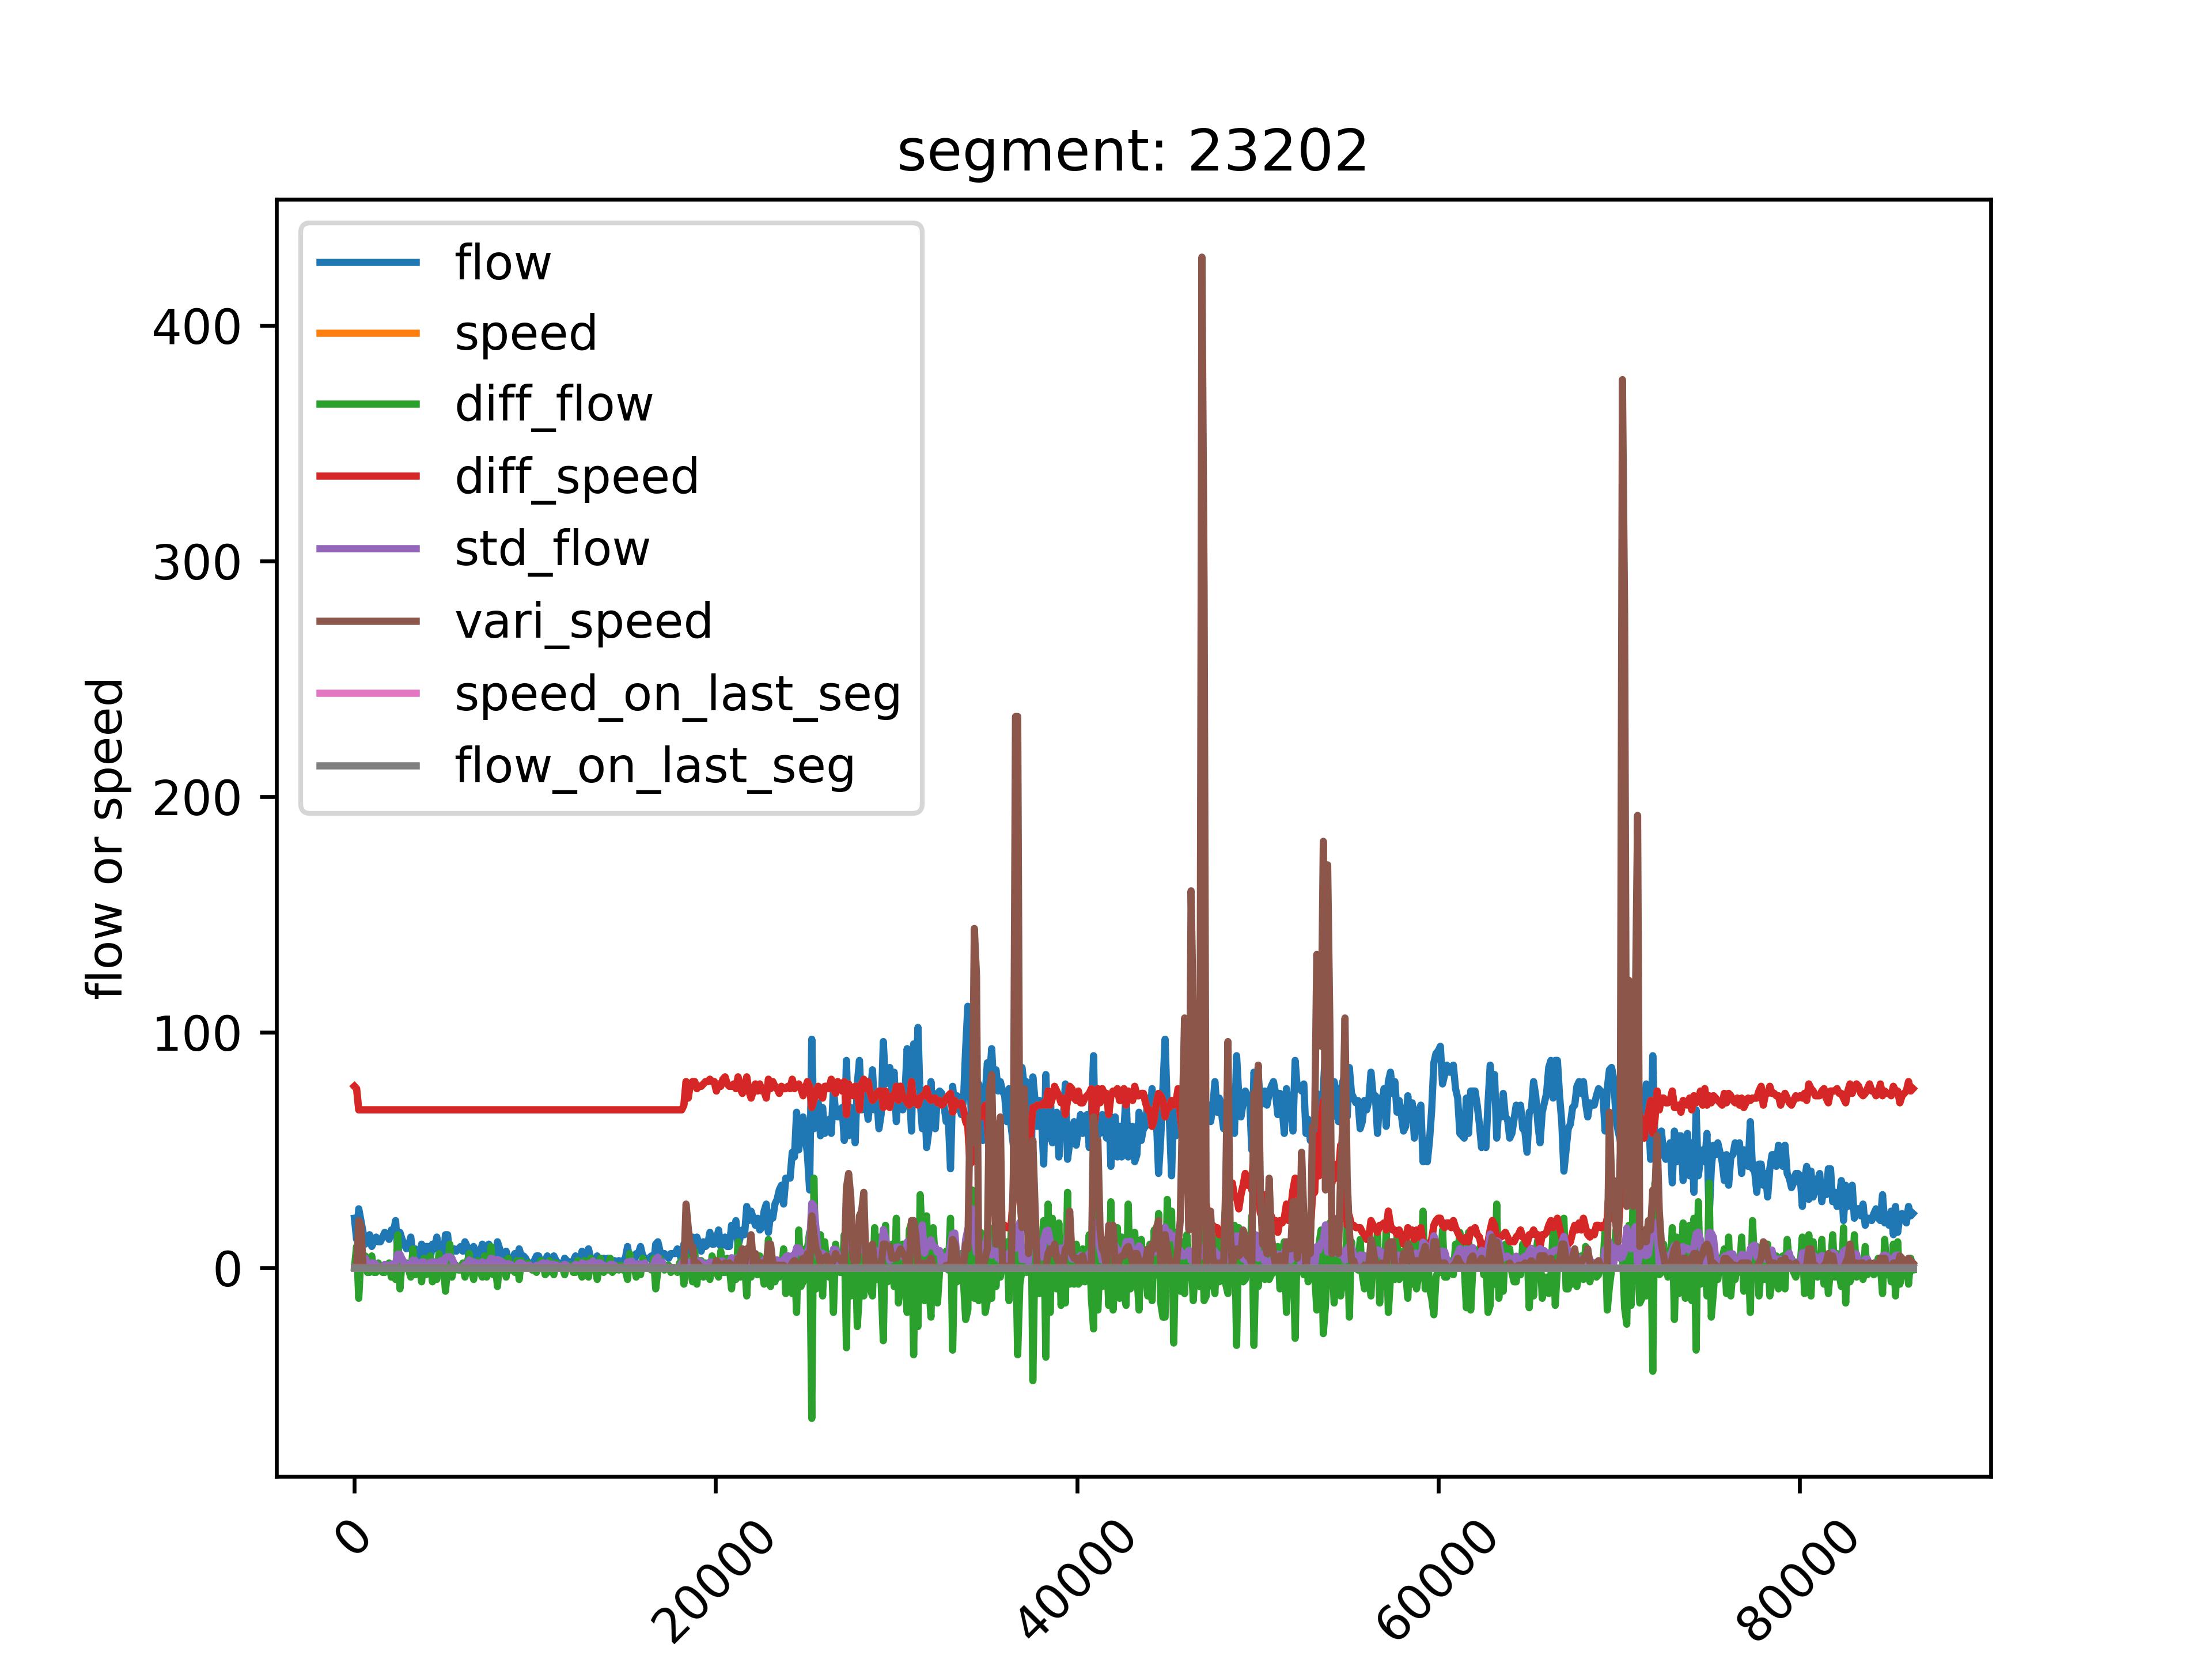 segment: 23202
flow
speed
diff_flow
diff_speed
std_flow
vari_speed
speed_on_last_seg
flow_on_last_seg
flow or speed
400
300
200
100
0
0
20000
40000
60000
80000